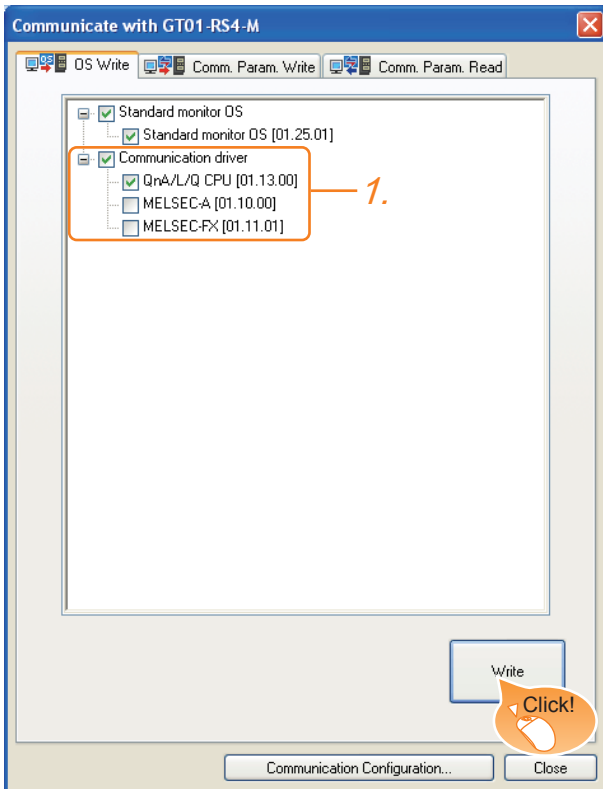 Communicate with GT01-RS4-M
OS Write Comm. Param. Write Comm. Param. Read
Standard monitor OS
Standard monitor OS [01.25.01]
Communication driver
QnA/L/Q CPU [01.13.00]
1.
MELSEC-A [01.10.00]
MELSEC-FX [01.11.01]
Write
Click!
Communication Configuration... Close